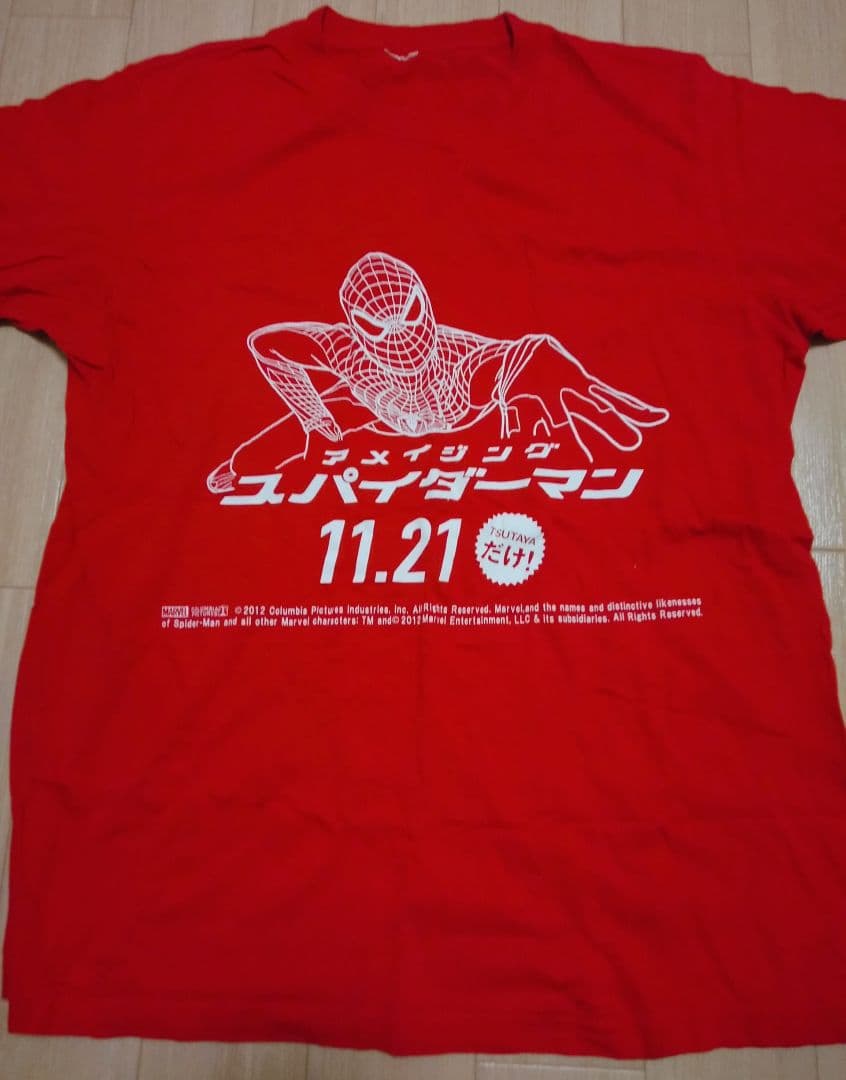 アメイジング
スパイダーマン
11.21
TSUTAYA
だけ!
MARVEL ©2012 Columbia Pictures Industries, Inc. All Rights Reserved. Marvel,and the names and distinctive likenesses
of Spider-Man and all other Marvel characters: TM and© 2012 Marvel Entertainment, LLC & its subsidiaries. All Rights Reserved.